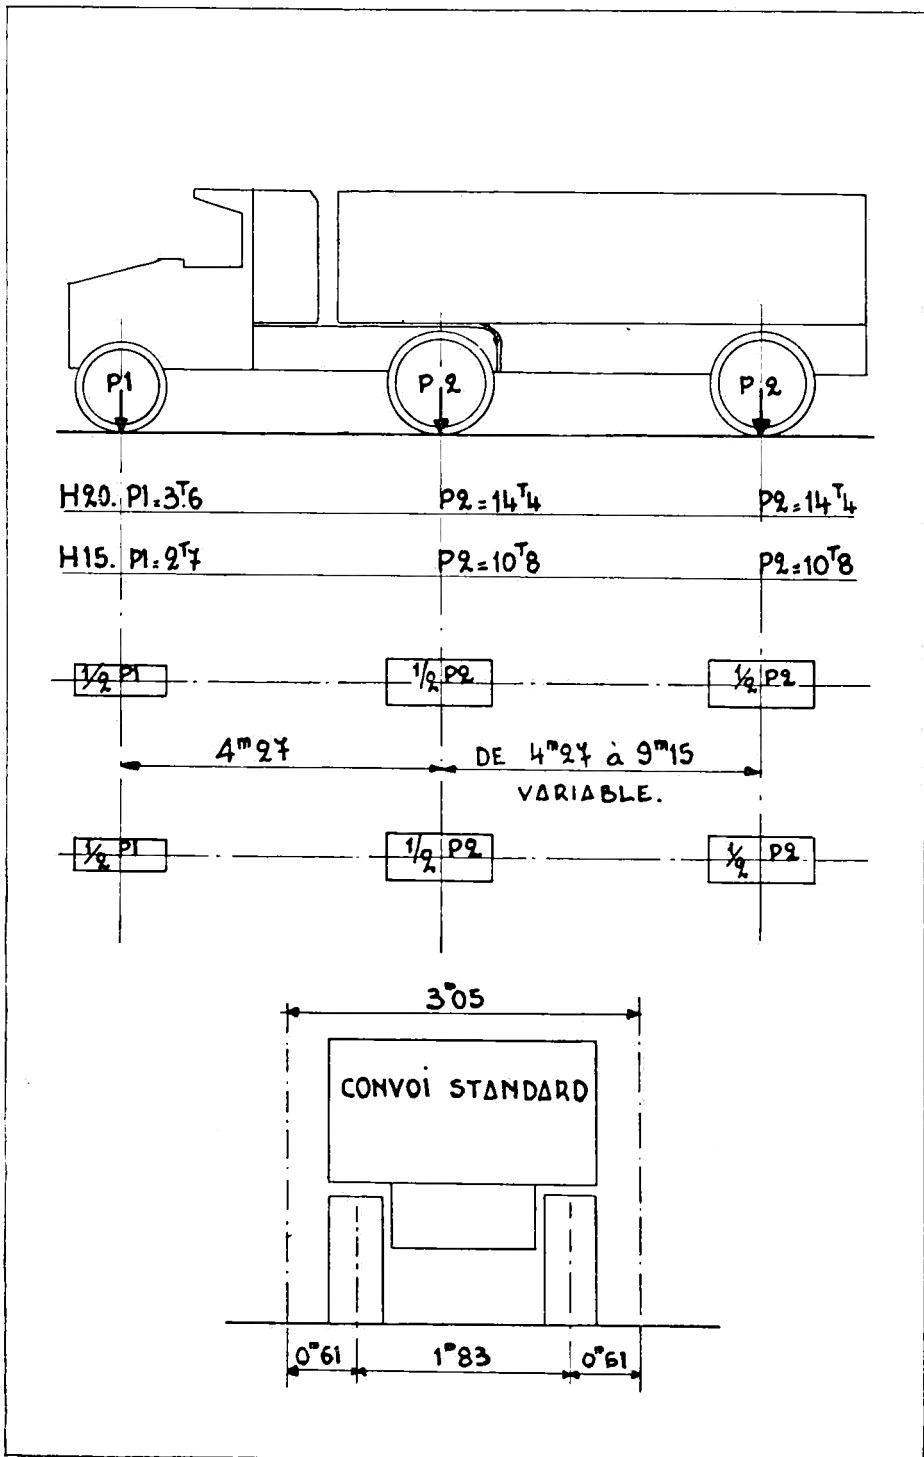 P1 P2 P2
H20. P1=3ᵀ6 P2=14ᵀ4 P2=14ᵀ4
H15. P1=2ᵀ7 P2=10ᵀ8 P2=10ᵀ8
1/2 P1 1/2 P2 1/2 P2
4ᵐ27 DE 4ᵐ27 à 9ᵐ15
VARIABLE.
1/2 P1 1/2 P2 1/2 P2
3ᵐ05
CONVOi STANDARD
0ᵐ61 1ᵐ83 0ᵐ61